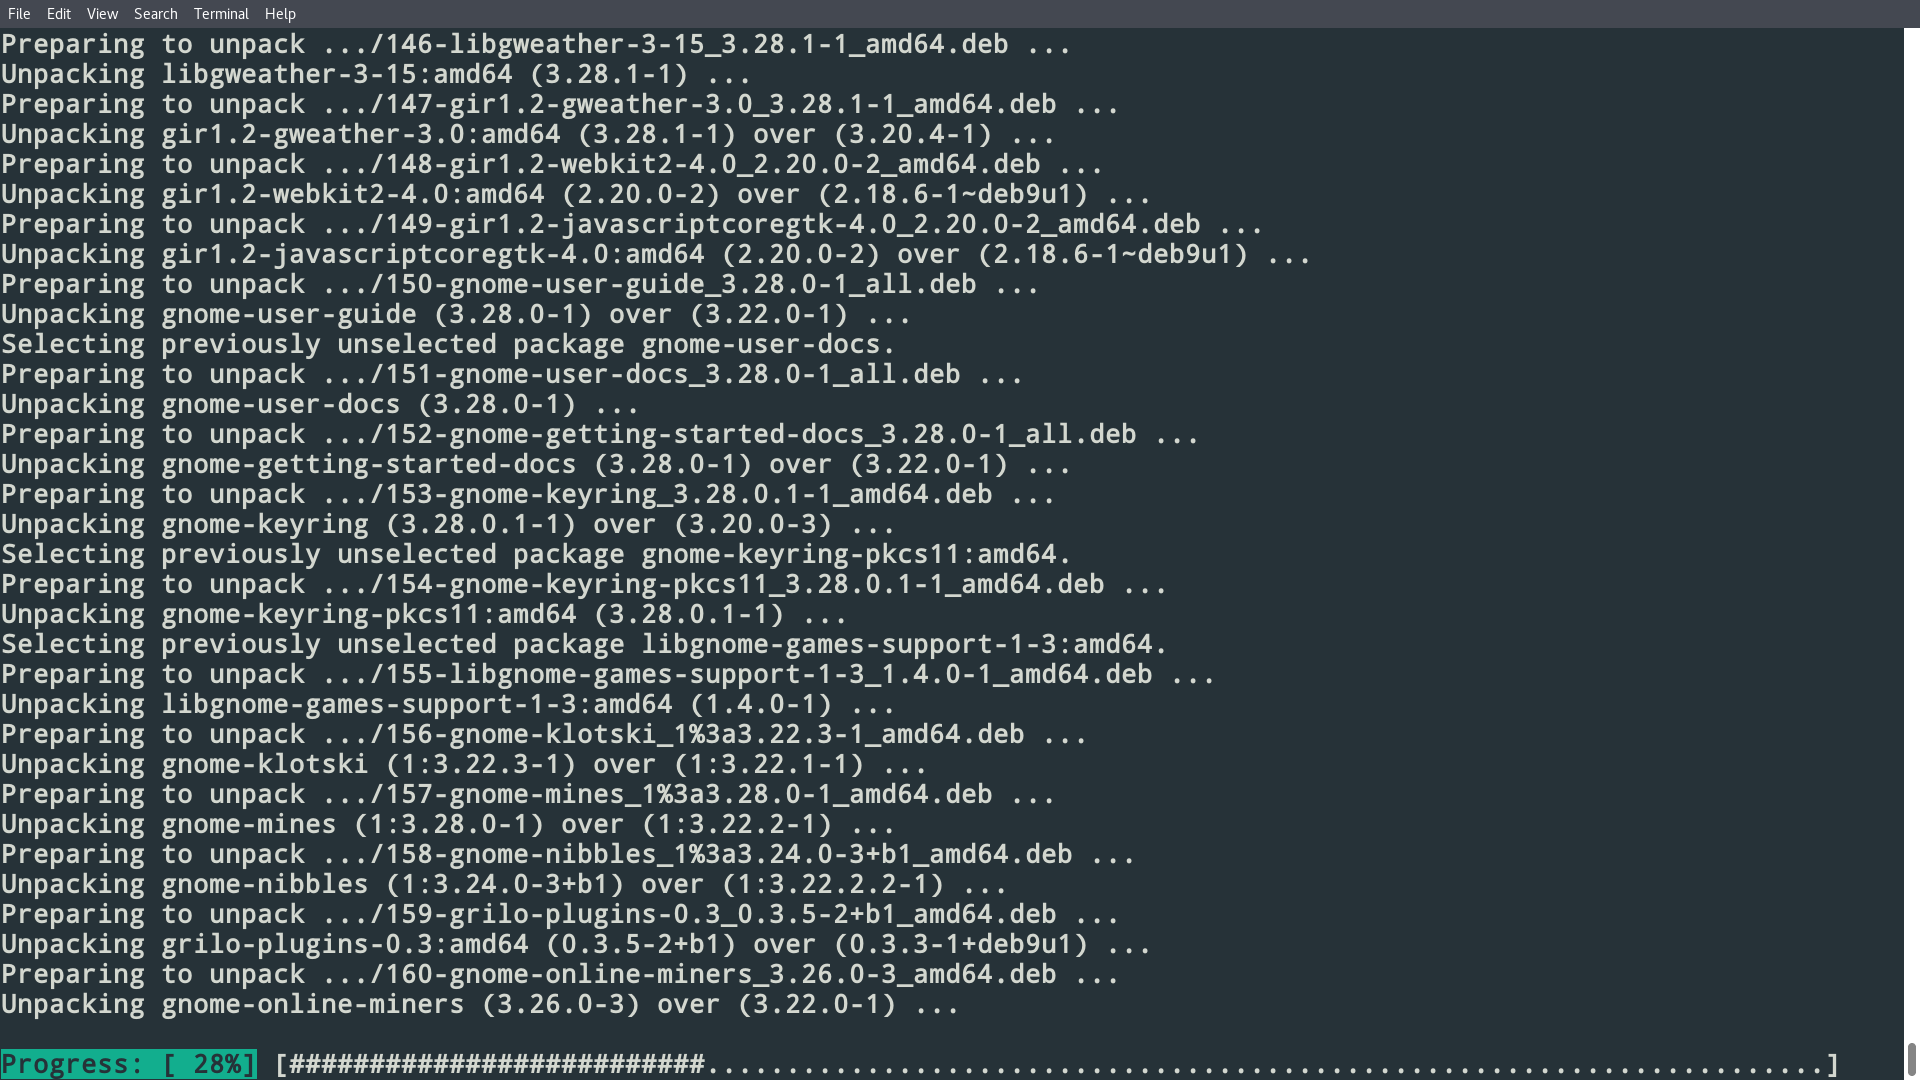 File Edit View Search Terminal Help
Preparing to unpack .../146-libgweather-3-15_3.28.1-1_amd64.deb ...
Unpacking libgweather-3-15:amd64 (3.28.1-1) ...
Preparing to unpack .../147-gir1.2-gweather-3.0_3.28.1-1_amd64.deb ...
Unpacking gir1.2-gweather-3.0:amd64 (3.28.1-1) over (3.20.4-1) ...
Preparing to unpack .../148-gir1.2-webkit2-4.0_2.20.0-2_amd64.deb ...
Unpacking gir1.2-webkit2-4.0:amd64 (2.20.0-2) over (2.18.6-1~deb9u1) ...
Preparing to unpack .../149-gir1.2-javascriptcoregtk-4.0_2.20.0-2_amd64.deb ...
Unpacking gir1.2-javascriptcoregtk-4.0:amd64 (2.20.0-2) over (2.18.6-1~deb9u1) ...
Preparing to unpack .../150-gnome-user-guide_3.28.0-1_all.deb ...
Unpacking gnome-user-guide (3.28.0-1) over (3.22.0-1) ...
Selecting previously unselected package gnome-user-docs.
Preparing to unpack .../151-gnome-user-docs_3.28.0-1_all.deb ...
Unpacking gnome-user-docs (3.28.0-1) ...
Preparing to unpack .../152-gnome-getting-started-docs_3.28.0-1_all.deb ...
Unpacking gnome-getting-started-docs (3.28.0-1) over (3.22.0-1) ...
Preparing to unpack .../153-gnome-keyring_3.28.0.1-1_amd64.deb ...
Unpacking gnome-keyring (3.28.0.1-1) over (3.20.0-3) ...
Selecting previously unselected package gnome-keyring-pkcs11:amd64.
Preparing to unpack .../154-gnome-keyring-pkcs11_3.28.0.1-1_amd64.deb ...
Unpacking gnome-keyring-pkcs11:amd64 (3.28.0.1-1) ...
Selecting previously unselected package libgnome-games-support-1-3:amd64.
Preparing to unpack .../155-libgnome-games-support-1-3_1.4.0-1_amd64.deb ...
Unpacking libgnome-games-support-1-3:amd64 (1.4.0-1) ...
Preparing to unpack .../156-gnome-klotski_1%3a3.22.3-1_amd64.deb ...
Unpacking gnome-klotski (1:3.22.3-1) over (1:3.22.1-1) ...
Preparing to unpack .../157-gnome-mines_1%3a3.28.0-1_amd64.deb ...
Unpacking gnome-mines (1:3.28.0-1) over (1:3.22.2-1) ...
Preparing to unpack .../158-gnome-nibbles_1%3a3.24.0-3+b1_amd64.deb ...
Unpacking gnome-nibbles (1:3.24.0-3+b1) over (1:3.22.2.2-1) ...
Preparing to unpack .../159-grilo-plugins-0.3_0.3.5-2+b1_amd64.deb ...
Unpacking grilo-plugins-0.3:amd64 (0.3.5-2+b1) over (0.3.3-1+deb9u1) ...
Preparing to unpack .../160-gnome-online-miners_3.26.0-3_amd64.deb ...
Unpacking gnome-online-miners (3.26.0-3) over (3.22.0-1) ...
Progress: [ 28%] [##########################......................................................................]